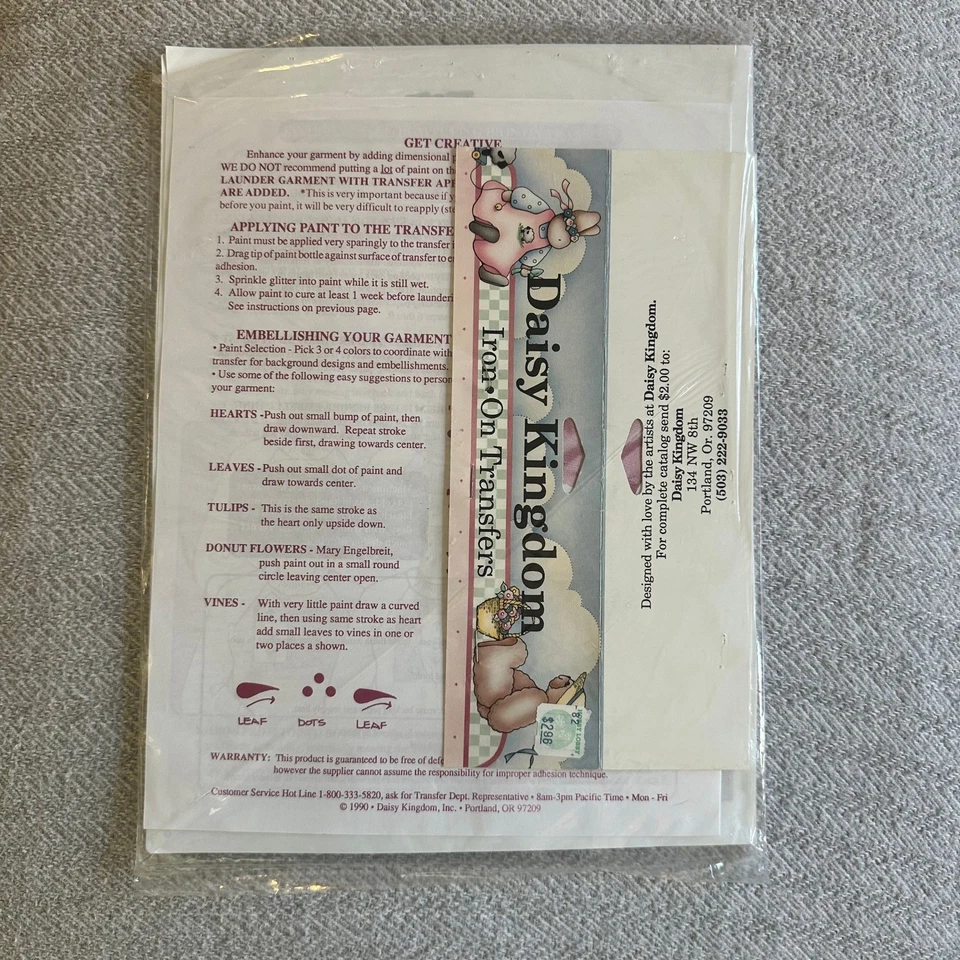 GET CREATIVE
Enhance your garment by adding dimensional
WE DO NOT recommend putting a lot of paint on the
LAUNDER GARMENT WITH TRANSFER
ARE ADDED. *This is very important because if
before you paint, it will be very difficult to reapply
APPLYING PAINT TO THE
1. Paint must be applied very sparingly to the transfer
2. Drag tip of paint bottle against surface of transfer to
adhesion.
3. Sprinkle glitter into paint while it is still wet.
4. Allow paint to cure at least 1 week before
See instructions on previous page.
EMBELLISHING YOUR GARMENT
• Paint Selection - Pick 3 or 4 colors to coordinate with
transfer for background designs and embellishments.
• Use some of the following easy suggestions to
your garment:
HEARTS -Push out small bump of paint, then
draw downward. Repeat stroke
beside first, drawing towards center.
LEAVES - Push out small dot of paint and
draw towards center.
TULIPS - This is the same stroke as
the heart only upside down.
DONUT FLOWERS - Mary Engelbreit,
push paint out in a small round
circle leaving center open.
VINES - With very little paint draw a curved
line, then using same stroke as heart
add small leaves to vines in one or
two places a shown.
LEAF DOTS LEAF
WARRANTY: This product is guaranteed to be free of
however the supplier cannot assume the responsibility for improper adhesion technique.
Customer Service Hot Line 1-800-333-5820, ask for Transfer Dept. Representative • 8am-3pm Pacific Time • Mon - Fri
© 1990 • Daisy Kingdom, Inc. • Portland, OR 97209
Daisy Kingdom
Iron•On Transfers
HOBBY LOBBY
82
$2.96
Designed with love by the artists at Daisy Kingdom.
For complete catalog send $2.00 to:
Daisy Kingdom
134 NW 8th
Portland, Or. 97209
(503) 222-9033